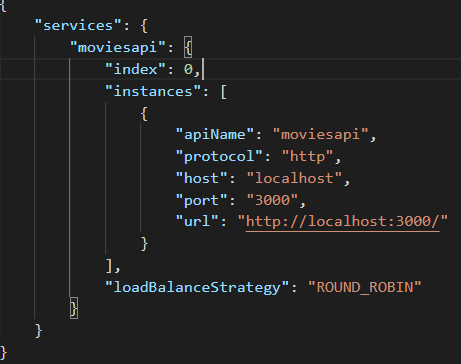 {
    "services": {
        "moviesapi": {
            "index": 0,
            "instances": [
                {
                    "apiName": "moviesapi",
                    "protocol": "http",
                    "host": "localhost",
                    "port": "3000",
                    "url": "http://localhost:3000/"
                }
            ],
            "loadBalanceStrategy": "ROUND_ROBIN"
        }
    }
}